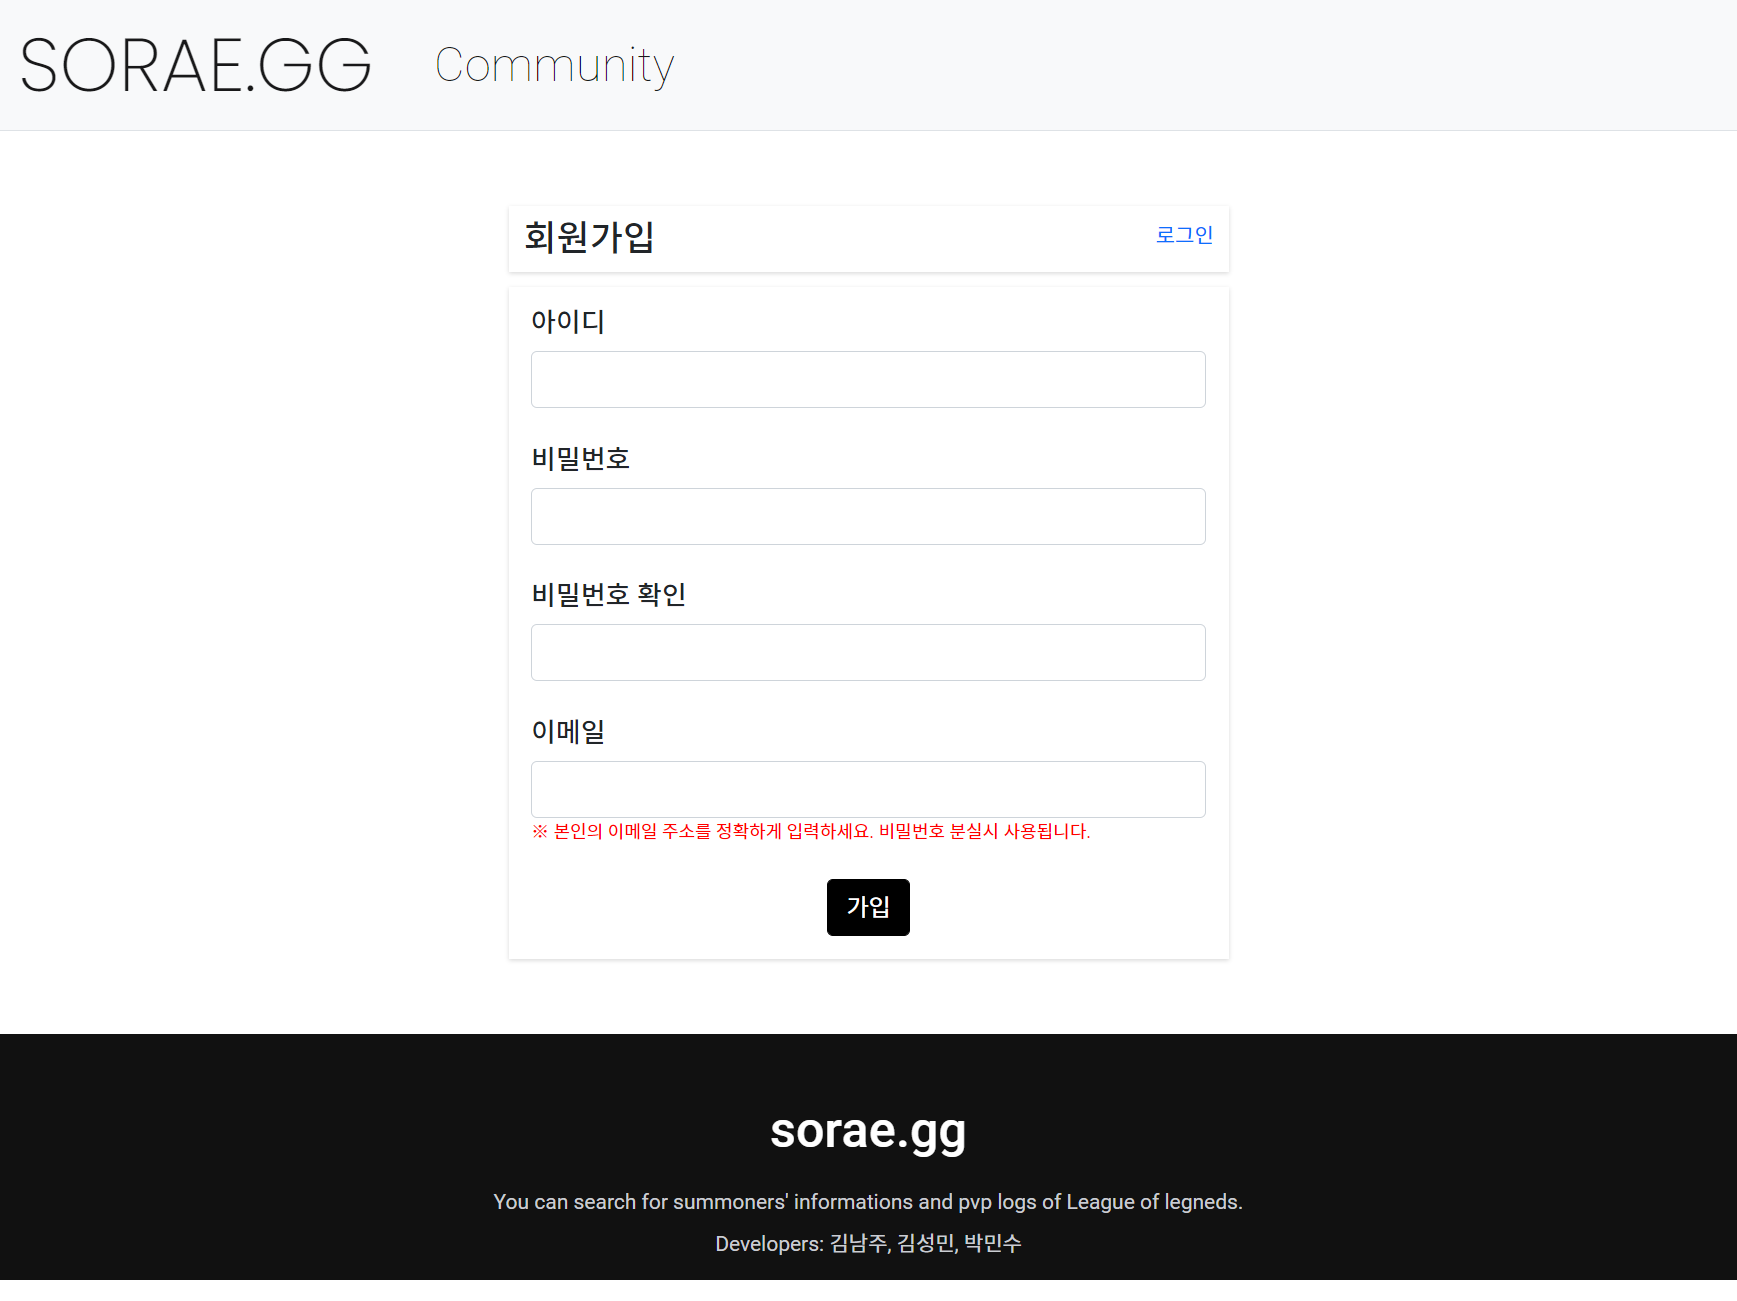 SORAE.GG Community
회원가입 로그인
아이디
비밀번호
비밀번호 확인
이메일
※ 본인의 이메일 주소를 정확하게 입력하세요. 비밀번호 분실시 사용됩니다.
가입
sorae.gg
You can search for summoners' informations and pvp logs of League of legneds.
Developers: 김남주, 김성민, 박민수